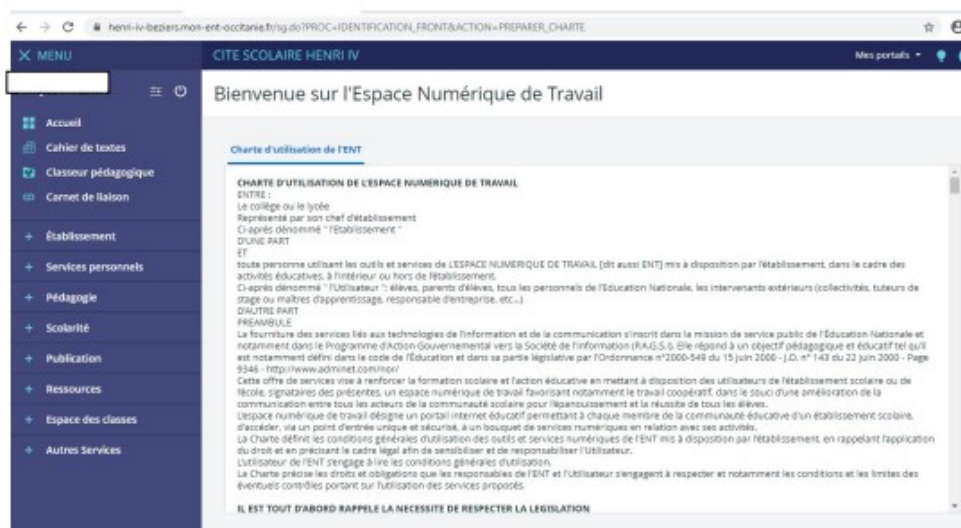 henri-iv-beziers.mon-ent-occitanie.fr/sg.do?PROC=IDENTIFICATION_FRONT&ACTION=PREPARER_CHARTE
MENU
CITE SCOLAIRE HENRI IV
Mes portails
Bienvenue sur l'Espace Numérique de Travail
Accueil
Cahier de textes
Classeur pédagogique
Carnet de liaison
Établissement
Services personnels
Pédagogie
Scolarité
Publication
Ressources
Espace des classes
Autres Services
Charte d'utilisation de l'ENT
CHARTE D'UTILISATION DE L'ESPACE NUMERIQUE DE TRAVAIL
ENTRE :
Le collège ou le lycée
Représenté par son chef d'établissement
Ci-après dénommé " l'Etablissement "
D'UNE PART
ET
toute personne utilisant les outils et services de L'ESPACE NUMERIQUE DE TRAVAIL [dit aussi ENT] mis à disposition par l'établissement, dans le cadre des
activités éducatives, à l'intérieur ou hors de l'établissement.
Ci-après dénommé " l'Utilisateur ": élèves, parents d'élèves, tous les personnels de l'Education Nationale, les intervenants extérieurs (collectivités, tuteurs de
stage ou maîtres d'apprentissage, responsable d'entreprise, etc...)
D'AUTRE PART
PREAMBULE
La fourniture des services liés aux technologies de l'information et de la communication s'inscrit dans la mission de service public de l'Éducation Nationale et
notamment dans le Programme d'Action Gouvernemental vers la Société de l'Information (P.A.G.S.I). Elle répond à un objectif pédagogique et éducatif tel qu'il
est notamment défini dans le code de l'Éducation et dans sa partie législative par l'Ordonnance n°2000-549 du 15 juin 2000 - J.O. n° 143 du 22 juin 2000 - Page
9346 - http://www.adminet.com/jo/
Cette offre de services vise à renforcer la formation scolaire et l'action éducative en mettant à disposition des utilisateurs de l'établissement scolaire ou de
l'école, signataires des présentes, un espace numérique de travail favorisant notamment le travail coopératif, dans le souci d'une amélioration de la
communication entre tous les acteurs de la communauté scolaire pour l'épanouissement et la réussite de tous les élèves.
L'espace numérique de travail désigne un portail internet éducatif permettant à chaque membre de la communauté éducative d'un établissement scolaire,
d'accéder, via un point d'entrée unique et sécurisé, à un bouquet de services numériques en relation avec ses activités.
La Charte définit les conditions générales d'utilisation des outils et services numériques de l'ENT mis à disposition par l'établissement, en rappelant l'application
du droit et en précisant le cadre légal afin de sensibiliser et de responsabiliser l'Utilisateur.
L'utilisateur de l'ENT s'engage à lire les conditions générales d'utilisation.
La Charte précise les droits et obligations que les responsables de l'ENT et l'Utilisateur s'engagent à respecter et notamment les conditions et les limites des
éventuels contrôles portant sur l'utilisation des services proposés.
IL EST TOUT D'ABORD RAPPELE LA NECESSITE DE RESPECTER LA LEGISLATION